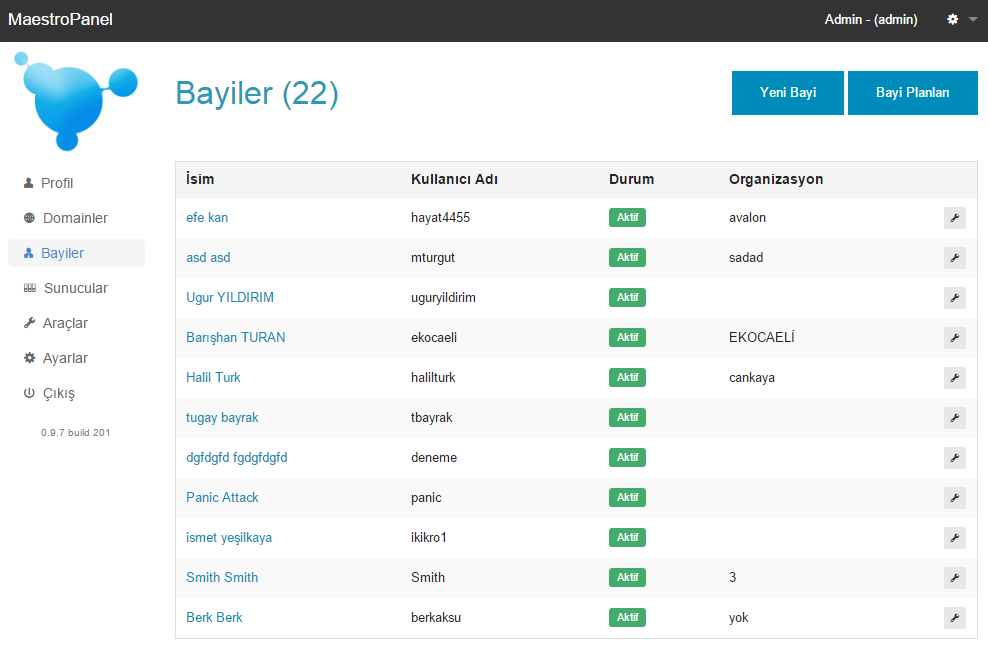 MaestroPanel
Admin - (admin)
Bayiler (22)
Yeni Bayi
Bayi Planları
Profil
Domainler
Bayiler
Sunucular
Araçlar
Ayarlar
Çıkış
0.9.7 build 201
İsim Kullanıcı Adı Durum Organizasyon
efe kan hayat4455 Aktif avalon
asd asd mturgut Aktif sadad
Ugur YILDIRIM uguryildirim Aktif
Barışhan TURAN ekocaeli Aktif EKOCAELİ
Halil Turk halilturk Aktif cankaya
tugay bayrak tbayrak Aktif
dgfdgfd fgdgfdgfd deneme Aktif
Panic Attack panic Aktif
ismet yeşilkaya ikikro1 Aktif
Smith Smith Smith Aktif 3
Berk Berk berkaksu Aktif yok